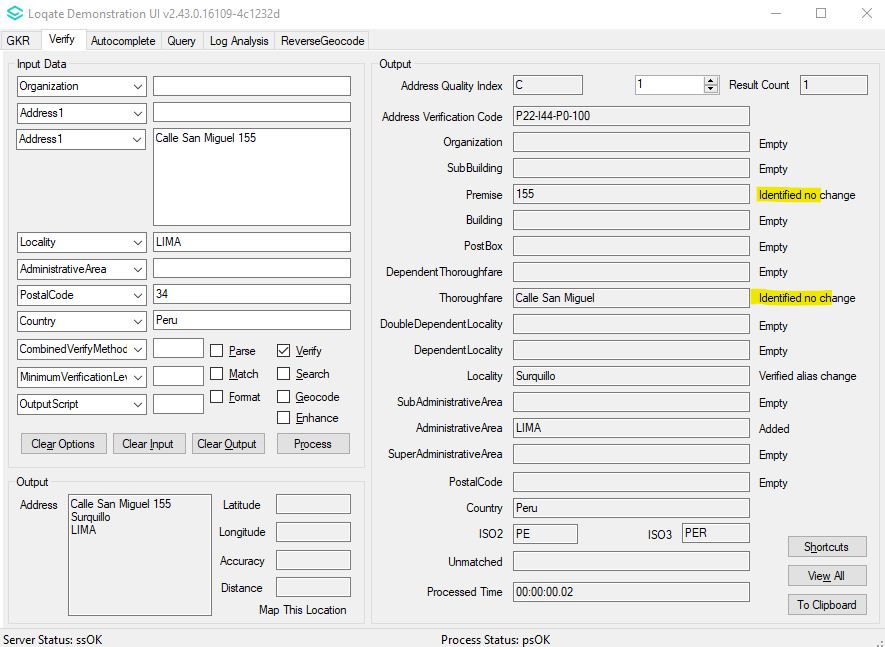 Loqate Demonstration UI v2.43.0.16109-4c1232d
GKR Verify Autocomplete Query Log Analysis ReverseGeocode
Input Data
Organization
Address1
Address1 Calle San Miguel 155
Locality LIMA
AdministrativeArea
PostalCode 34
Country Peru
CombinedVerifyMethod Parse Verify
MinimumVerificationLev Match Search
OutputScript Format Geocode
Enhance
Clear Options Clear Input Clear Output Process
Output
Address Calle San Miguel 155
Surquillo
LIMA
Latitude
Longitude
Accuracy
Distance
Map This Location
Output
Address Quality Index C 1 Result Count 1
Address Verification Code P22-I44-P0-100
Organization Empty
SubBuilding Empty
Premise 155 Identified no change
Building Empty
PostBox Empty
DependentThoroughfare Empty
Thoroughfare Calle San Miguel Identified no change
DoubleDependentLocality Empty
DependentLocality Empty
Locality Surquillo Verified alias change
SubAdministrativeArea Empty
AdministrativeArea LIMA Added
SuperAdministrativeArea Empty
PostalCode Empty
Country Peru
ISO2 PE ISO3 PER
Unmatched
Processed Time 00:00:00.02
Shortcuts
View All
To Clipboard
Server Status: ssOK Process Status: psOK